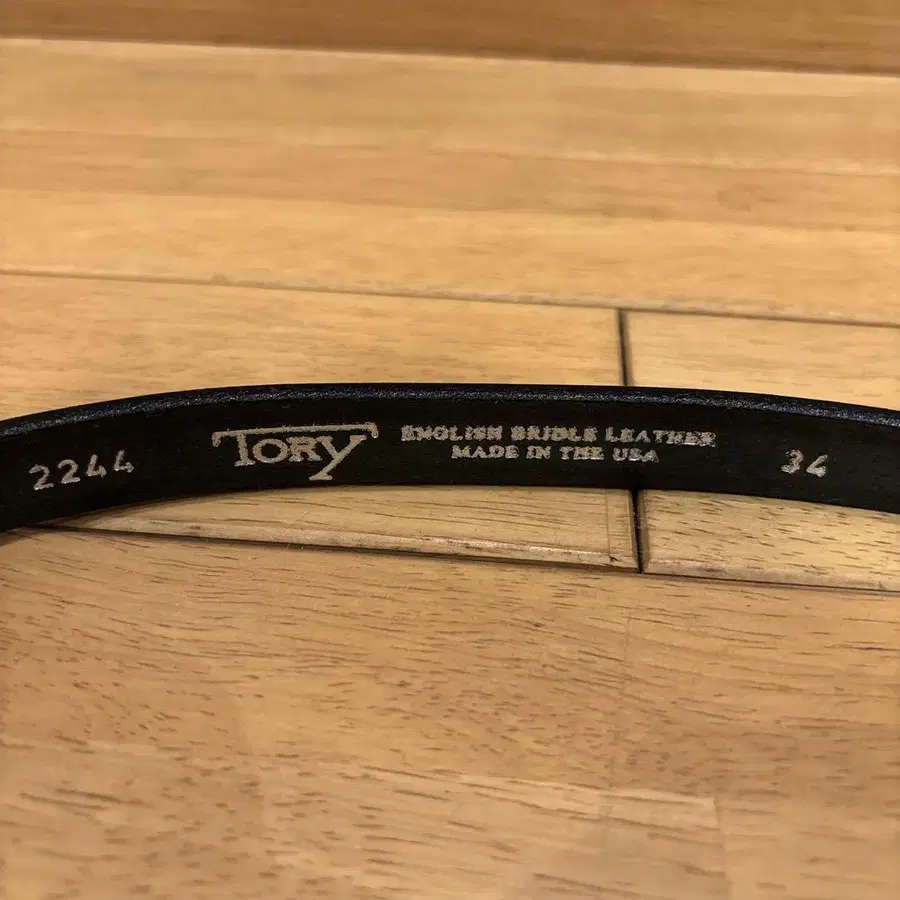 2244
TORY
ENGLISH BRIDLE LEATHER
MADE IN THE USA
34